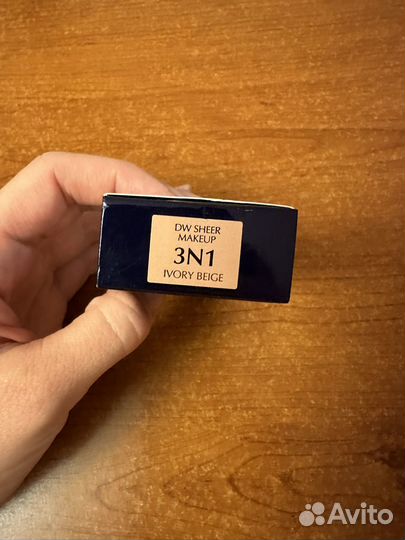 DW SHEER
MAKEUP
3N1
IVORY BEIGE
Avito